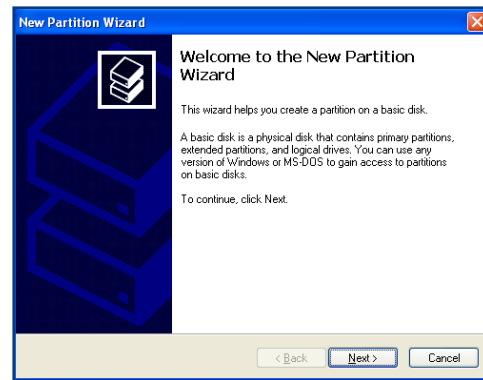 New Partition Wizard
Welcome to the New Partition
Wizard
This wizard helps you create a partition on a basic disk.
A basic disk is a physical disk that contains primary partitions,
extended partitions, and logical drives. You can use any
version of Windows or MS-DOS to gain access to partitions
on basic disks.
To continue, click Next.
< Back
Next >
Cancel